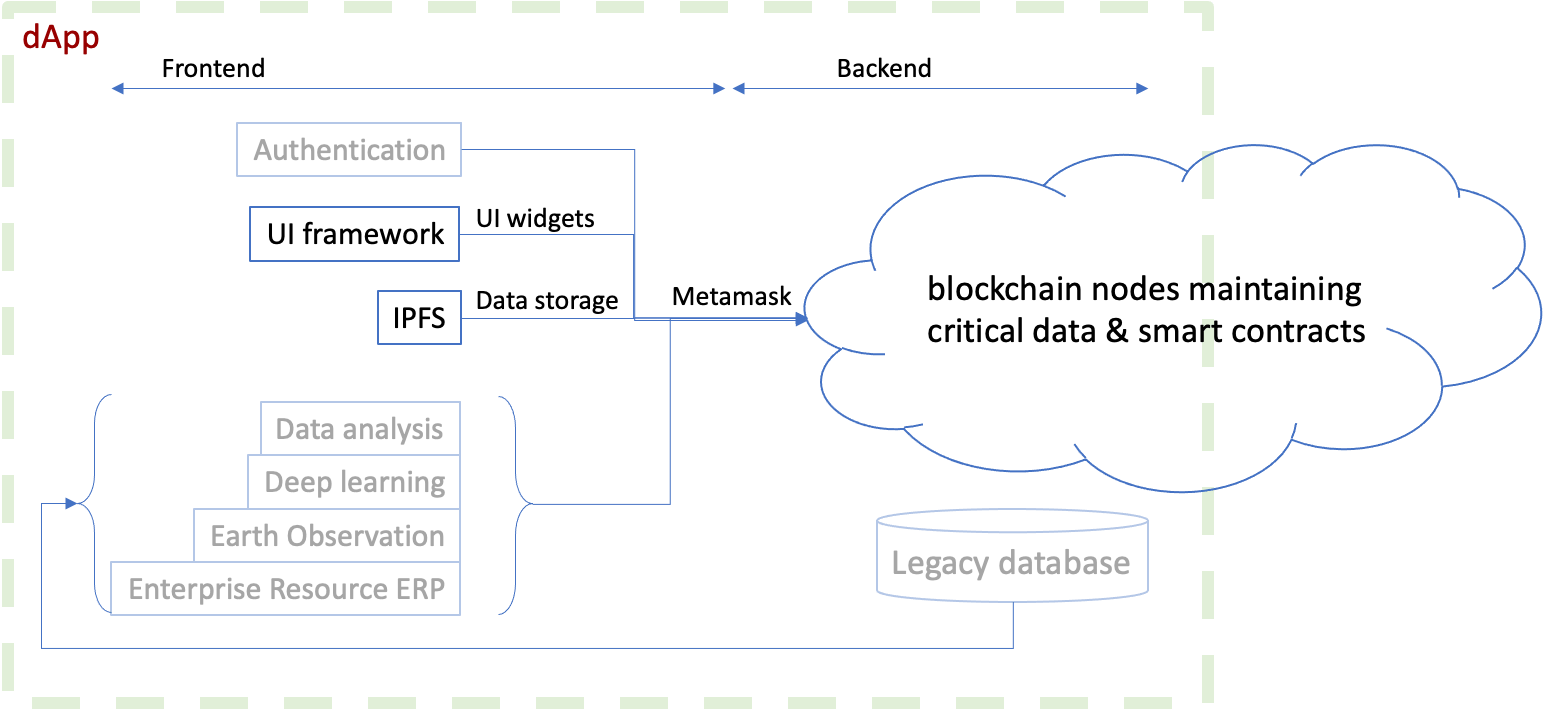 dApp
Frontend
Backend
Authentication
UI framework
UI widgets
IPFS
Data storage
Metamask
blockchain nodes maintaining
critical data & smart contracts
Data analysis
Deep learning
Earth Observation
Enterprise Resource ERP
Legacy database